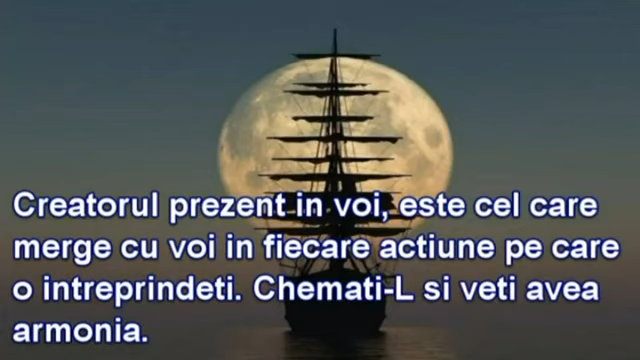 Creatorul prezent in voi, este cel care
merge cu voi in fiecare actiune pe care
o intreprindeti. Chemati-L si veti avea
armonia.